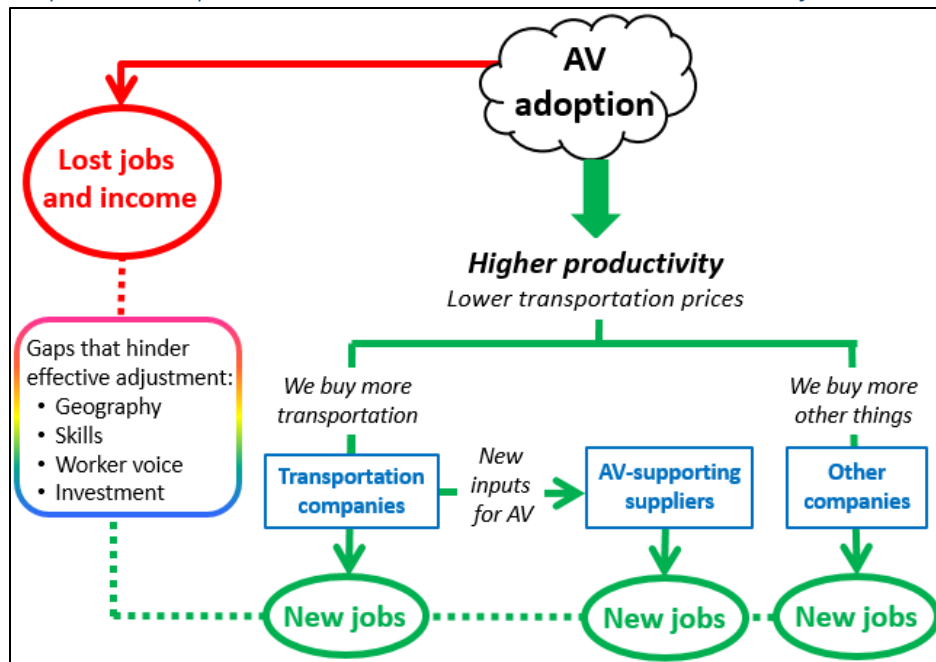 AV
adoption
Lost jobs
and income
Higher productivity
Lower transportation prices
Gaps that hinder
effective adjustment:
• Geography
• Skills
• Worker voice
• Investment
We buy more
transportation
We buy more
other things
Transportation
companies
New
inputs
for AV
AV-supporting
suppliers
Other
companies
New jobs
New jobs
New jobs